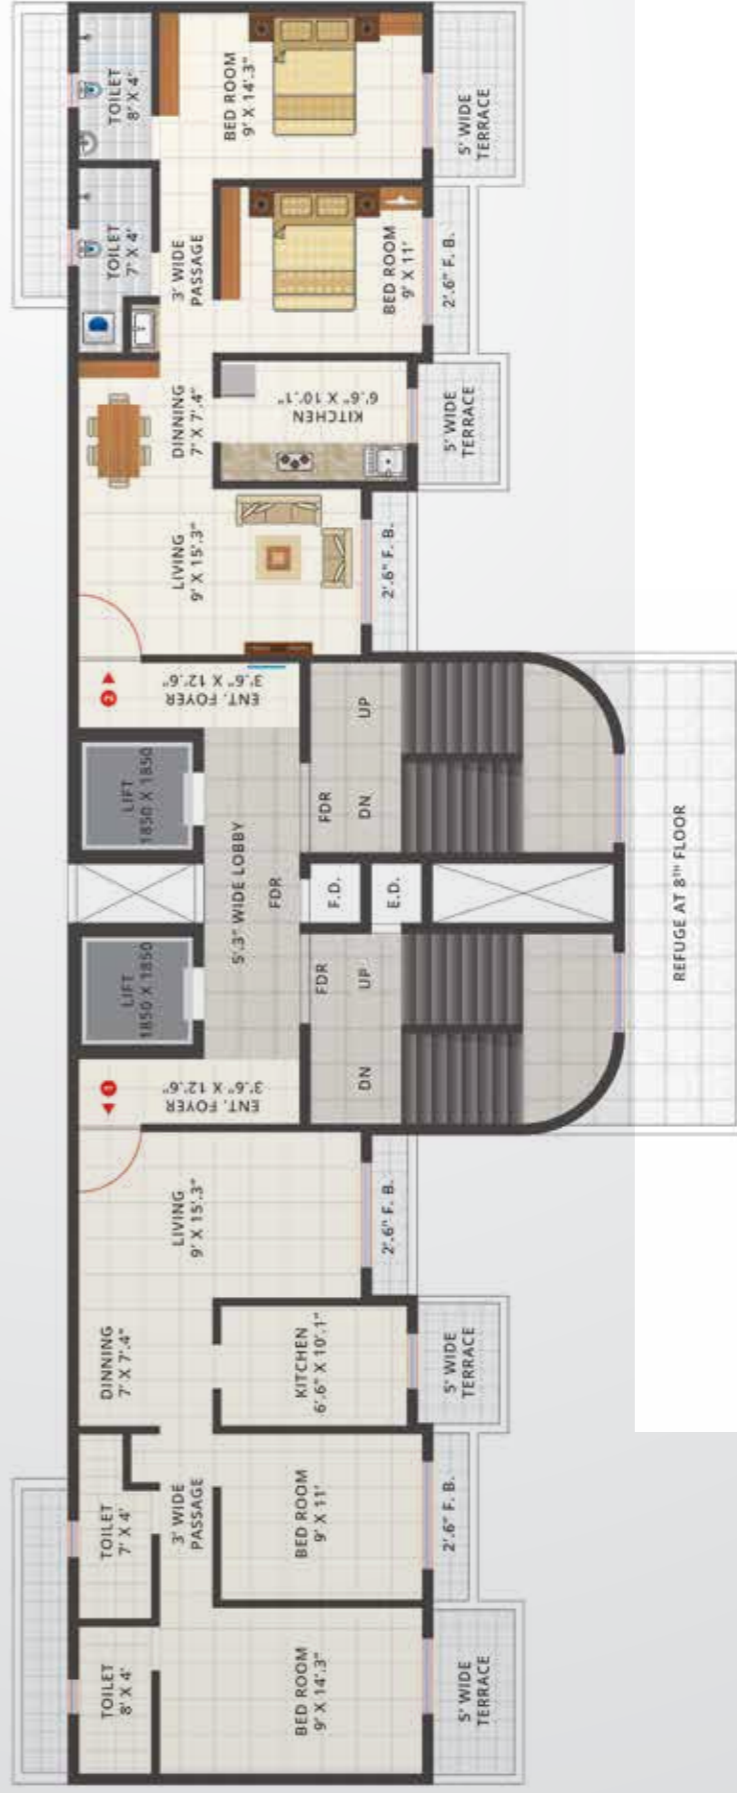 TOILET
8' X 4'
BED ROOM
9' X 14'.3"
5' WIDE
TERRACE
TOILET
7' X 4'
3' WIDE
PASSAGE
BED ROOM
9' X 11'
2'.6" F. B.
DINNING
7' X 7'.4"
KITCHEN
6'.6" X 10'.1"
5' WIDE
TERRACE
LIVING
9' X 15'.3"
2'.6" F. B.
2
ENT. FOYER
3'.6" X 12'.6"
LIFT
1850 X 1850
5'.3" WIDE LOBBY
FDR
FDR
UP
DN
F.D.
E.D.
REFUGE AT 8TH FLOOR
LIFT
1850 X 1850
FDR
UP
DN
1
ENT. FOYER
3'.6" X 12'.6"
LIVING
9' X 15'.3"
2'.6" F. B.
DINNING
7' X 7'.4"
KITCHEN
6'.6" X 10'.1"
5' WIDE
TERRACE
TOILET
7' X 4'
3' WIDE
PASSAGE
BED ROOM
9' X 11'
2'.6" F. B.
TOILET
8' X 4'
BED ROOM
9' X 14'.3"
5' WIDE
TERRACE